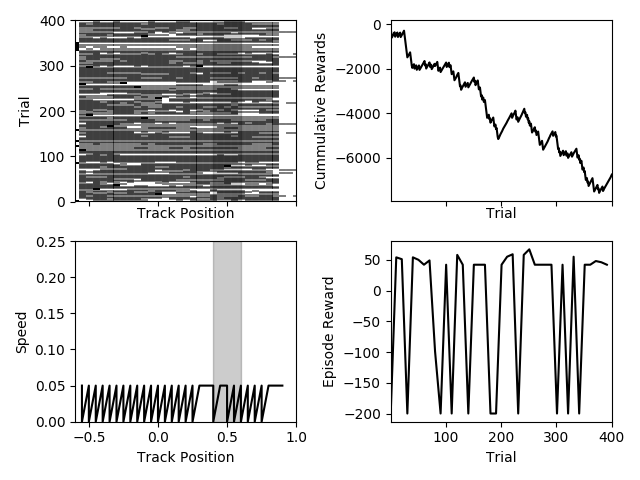 400
300
200
100
0
Trial
Track Position
0
−2000
−4000
−6000
Cummulative Rewards
Trial
0.25
0.20
0.15
0.10
0.05
0.00
Speed
−0.5 0.0 0.5 1.0
Track Position
50
0
−50
−100
−150
−200
Episode Reward
100 200 300 400
Trial